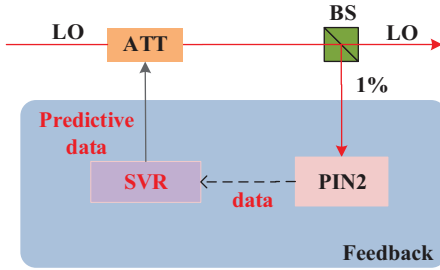 BS
LO
ATT
LO
1%
Predictive
data
SVR
data
PIN2
Feedback